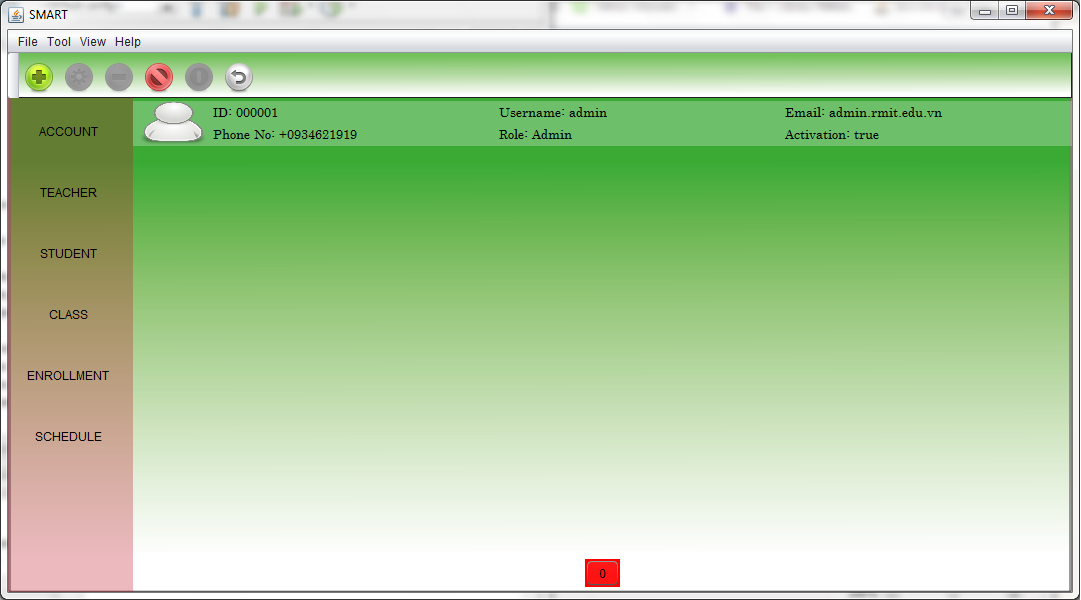 SMART
File Tool View Help
ACCOUNT
TEACHER
STUDENT
CLASS
ENROLLMENT
SCHEDULE
ID: 000001 Username: admin Email: admin.rmit.edu.vn
Phone No: +0934621919 Role: Admin Activation: true
0